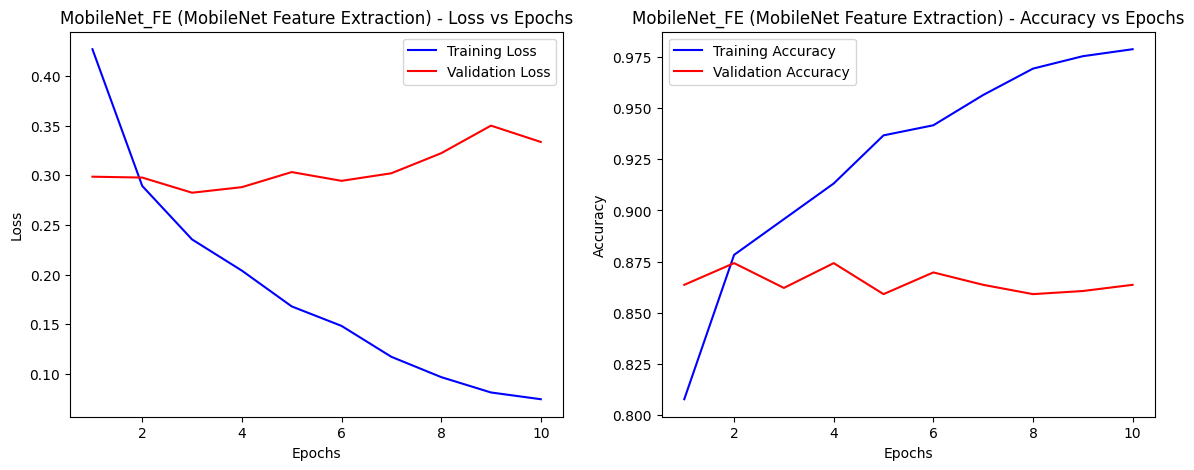 MobileNet_FE (MobileNet Feature Extraction) - Loss vs Epochs
Training Loss
Validation Loss
0.40
0.35
0.30
0.25
0.20
0.15
0.10
Loss
2
4
6
8
10
Epochs
MobileNet_FE (MobileNet Feature Extraction) - Accuracy vs Epochs
Training Accuracy
Validation Accuracy
0.975
0.950
0.925
0.900
0.875
0.850
0.825
0.800
Accuracy
2
4
6
8
10
Epochs